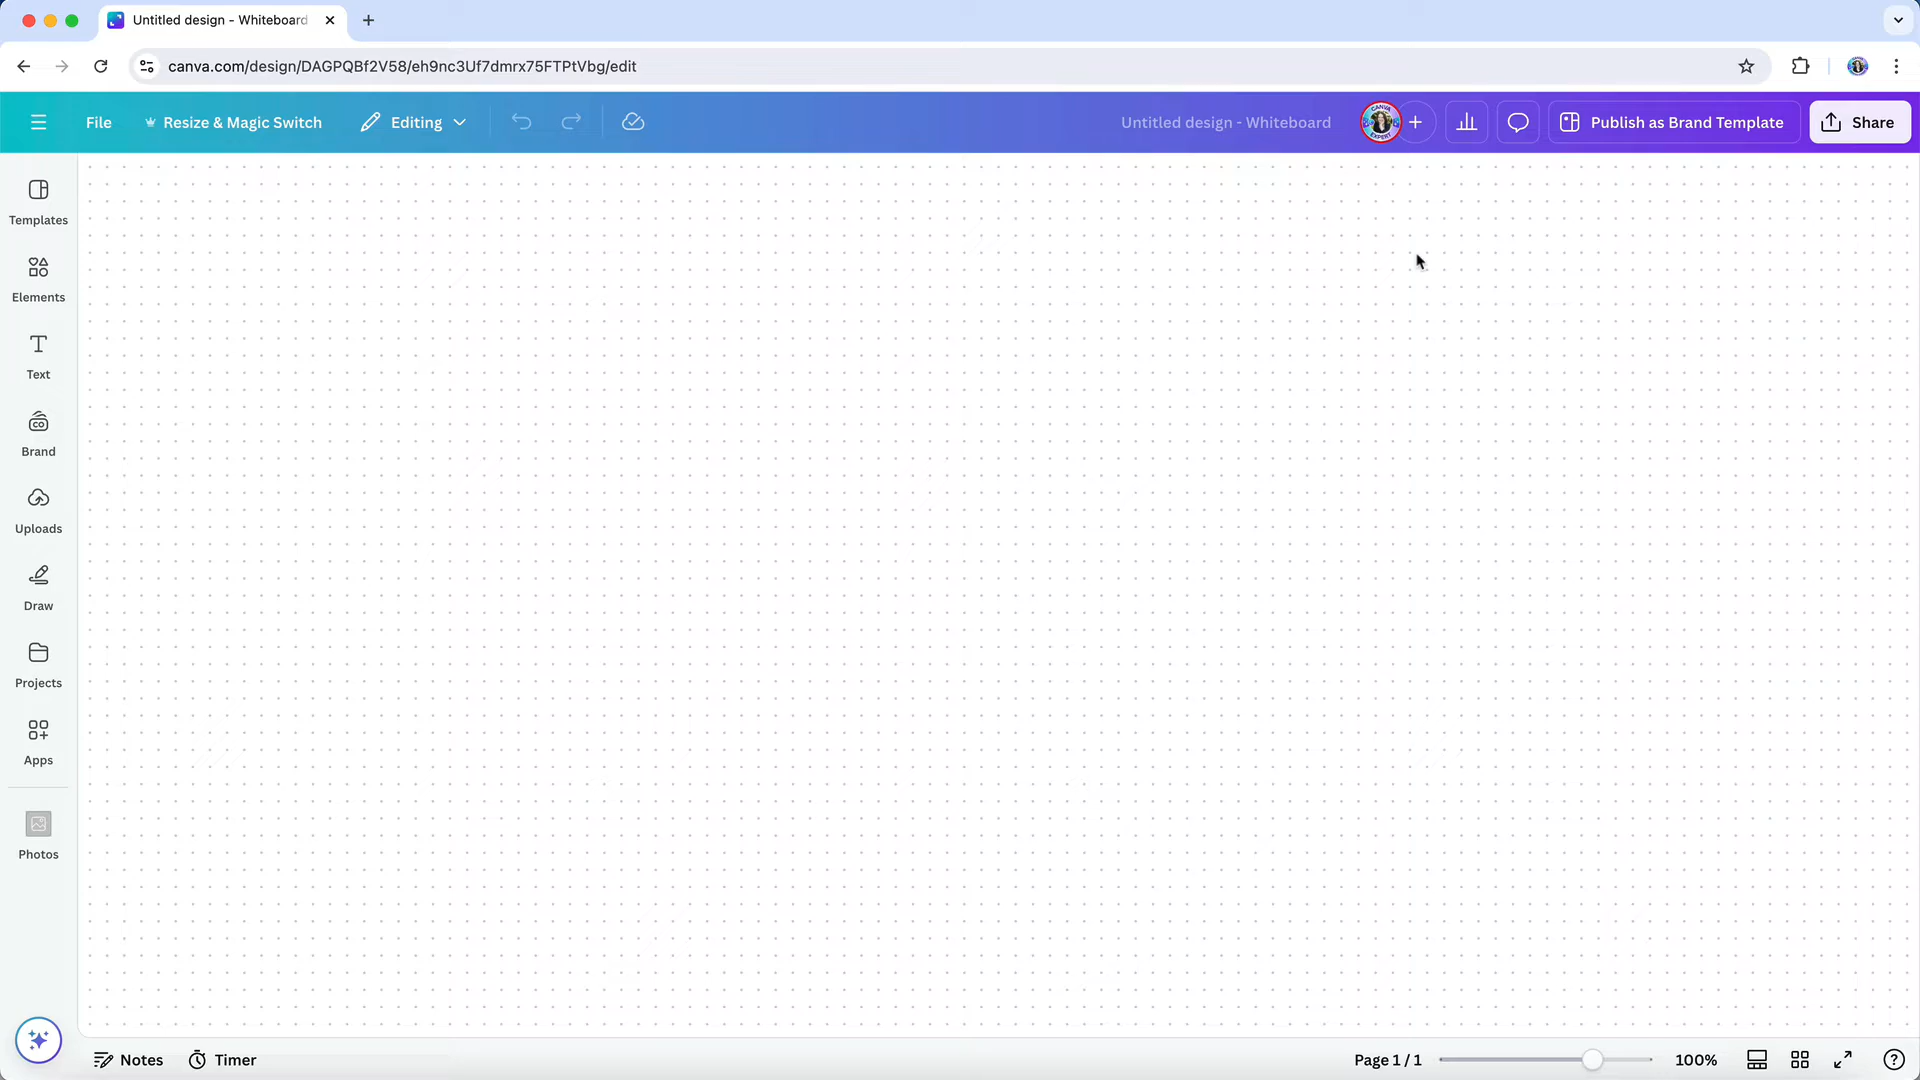 Untitled design - Whiteboard
canva.com/design/DAGPQBf2V58/eh9nc3Uf7dmrx75FTPtVbg/edit
File
Resize & Magic Switch
Editing
Untitled design - Whiteboard
Publish as Brand Template
Share
Templates
Elements
Text
Brand
Uploads
Draw
Projects
Apps
Photos
Notes
Timer
Page 1 / 1
100%